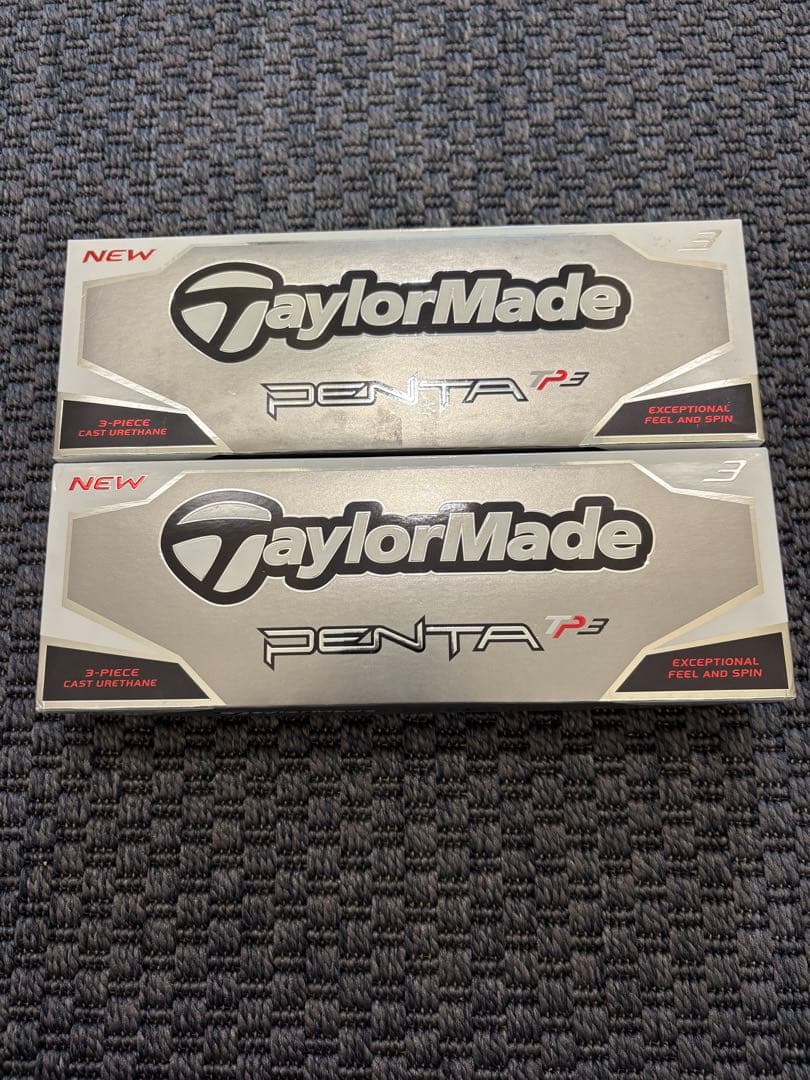 NEW
3
TaylorMade
PENTA TP3
3-PIECE
CAST URETHANE
EXCEPTIONAL
FEEL AND SPIN
NEW
3
TaylorMade
PENTA TP3
3-PIECE
CAST URETHANE
EXCEPTIONAL
FEEL AND SPIN